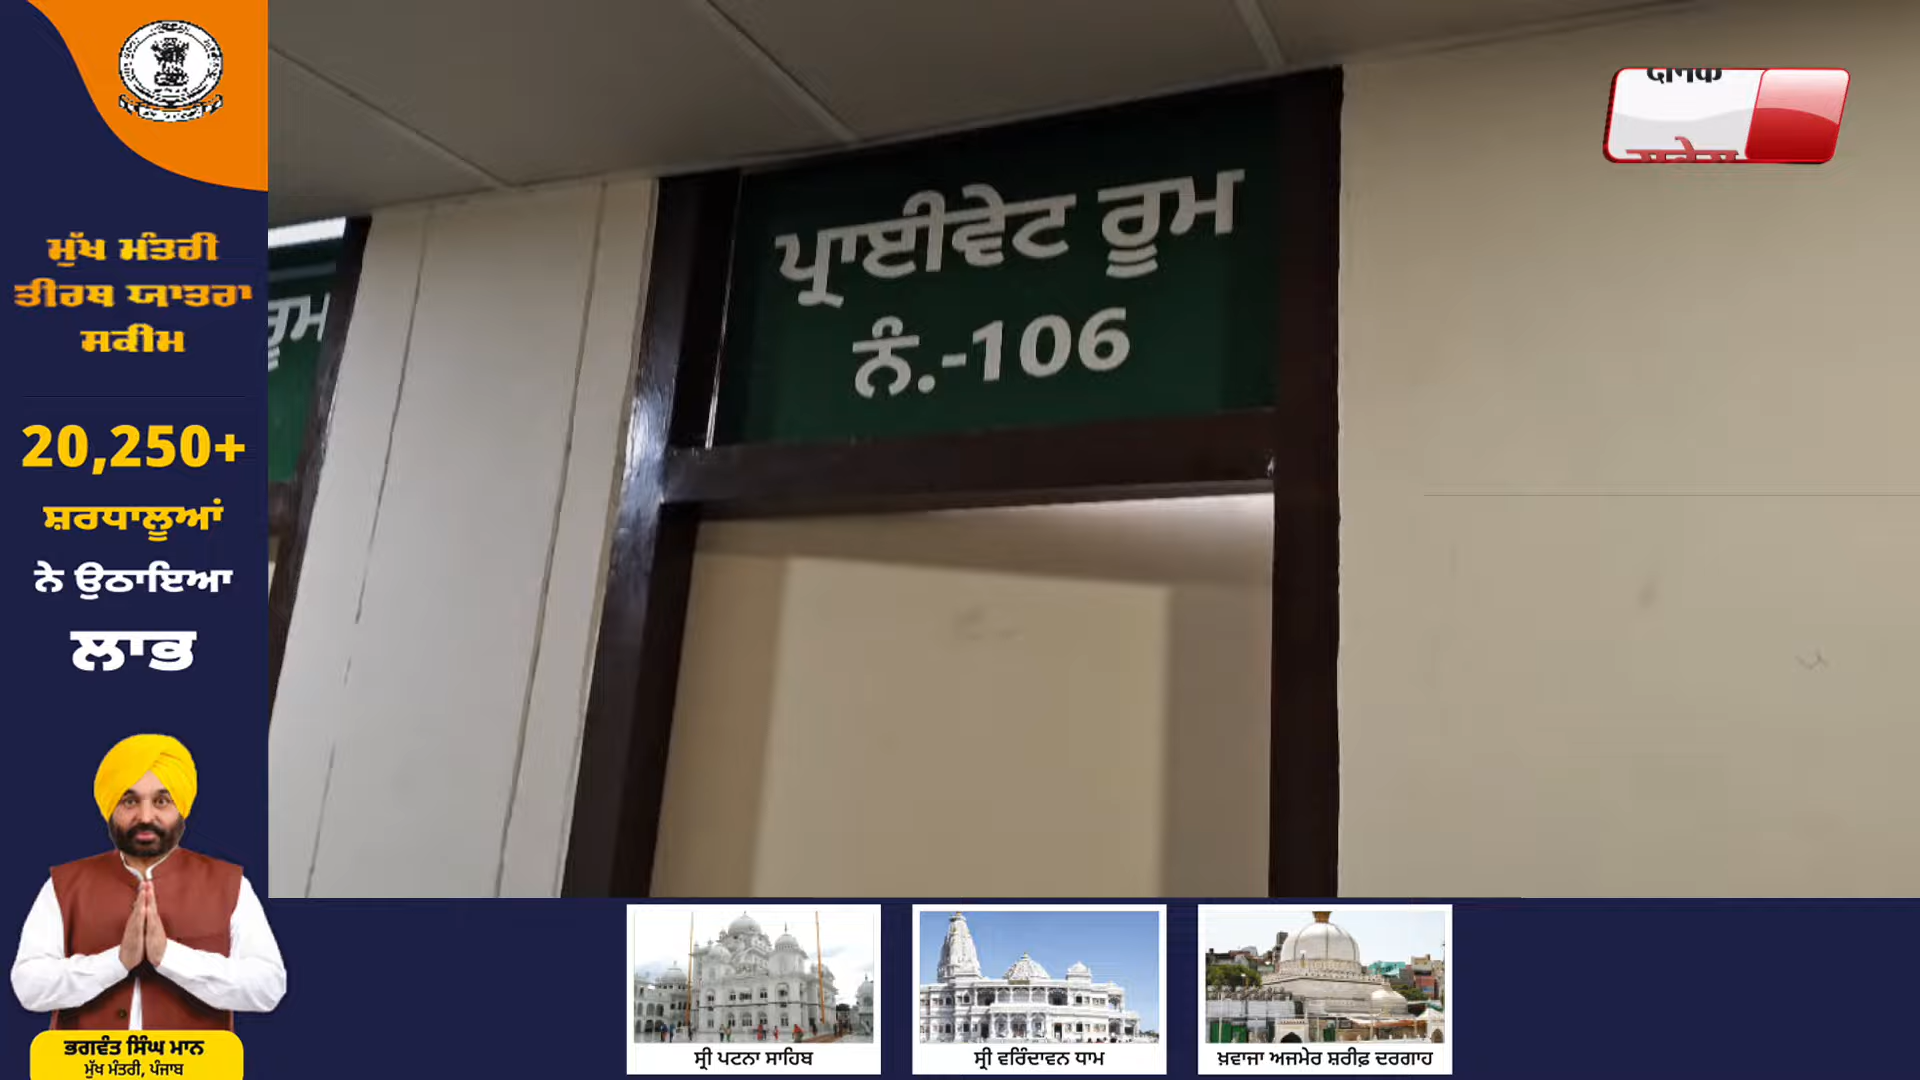 ਮੁੱਖ ਮੰਤਰੀ
ਤੀਰਥ ਯਾਤਰਾ
ਸਕੀਮ
20,250+
ਸ਼ਰਧਾਲੂਆਂ
ਨੇ ਉਠਾਇਆ
ਲਾਭ
ਭਗਵੰਤ ਸਿੰਘ ਮਾਨ
ਮੁੱਖ ਮੰਤਰੀ, ਪੰਜਾਬ
ਰੂਮ
ਪ੍ਰਾਈਵੇਟ ਰੂਮ
ਨੰ.-106
ਸ੍ਰੀ ਪਟਨਾ ਸਾਹਿਬ
ਸ੍ਰੀ ਵਰਿੰਦਾਵਨ ਧਾਮ
ਖ਼ਵਾਜਾ ਅਜਮੇਰ ਸ਼ਰੀਫ਼ ਦਰਗਾਹ